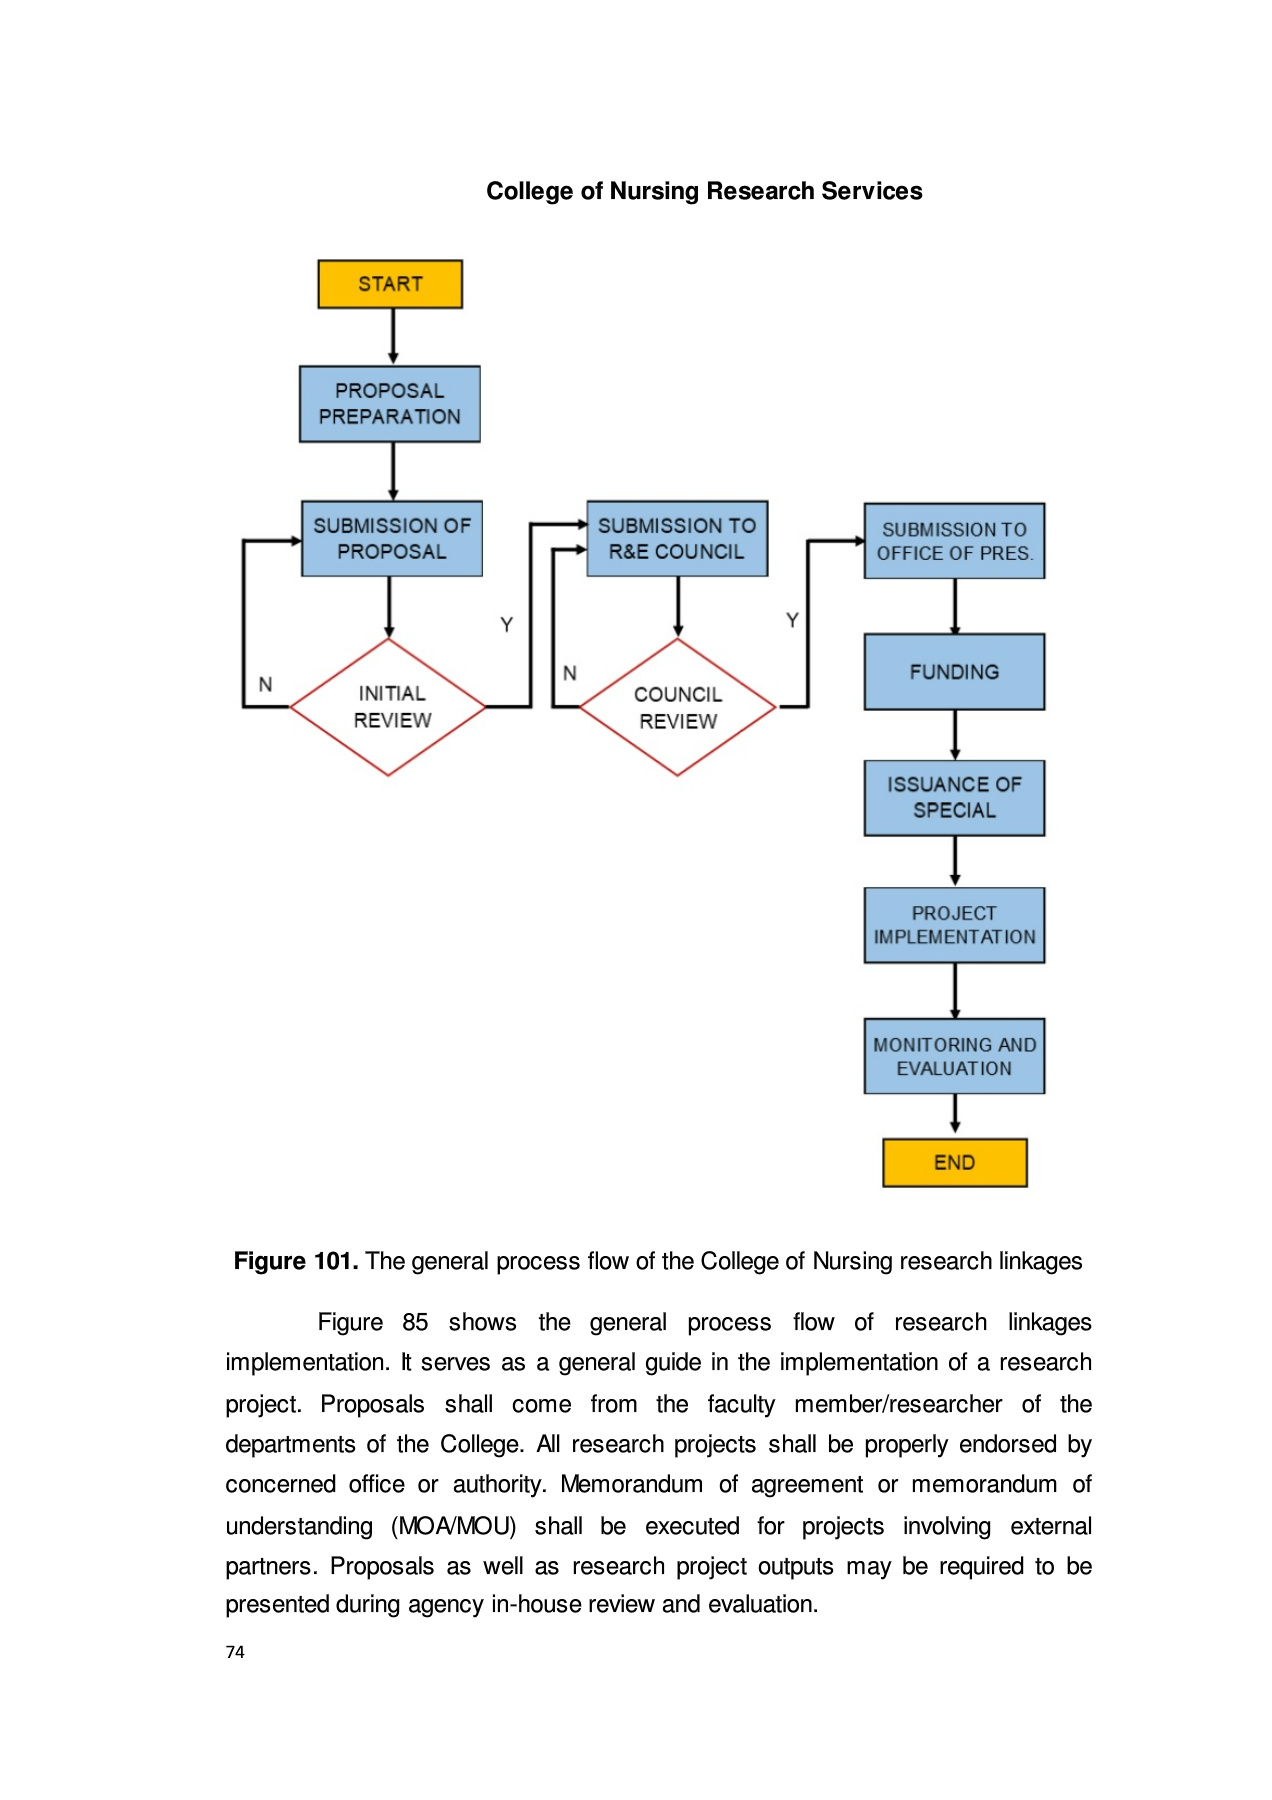 College of Nursing Research Services
START
PROPOSAL
PREPARATION
SUBMISSION OF
PROPOSAL
N
INITIAL
REVIEW
Y
SUBMISSION TO
R&E COUNCIL
N
COUNCIL
REVIEW
Y
SUBMISSION TO
OFFICE OF PRES.
FUNDING
ISSUANCE OF
SPECIAL
PROJECT
IMPLEMENTATION
MONITORING AND
EVALUATION
END
Figure 101. The general process flow of the College of Nursing research linkages
Figure 85 shows the general process flow of research linkages
implementation. It serves as a general guide in the implementation of a research
project. Proposals shall come from the faculty member/researcher of the
departments of the College. All research projects shall be properly endorsed by
concerned office or authority. Memorandum of agreement or memorandum of
understanding (MOA/MOU) shall be executed for projects involving external
partners. Proposals as well as research project outputs may be required to be
presented during agency in-house review and evaluation.
74